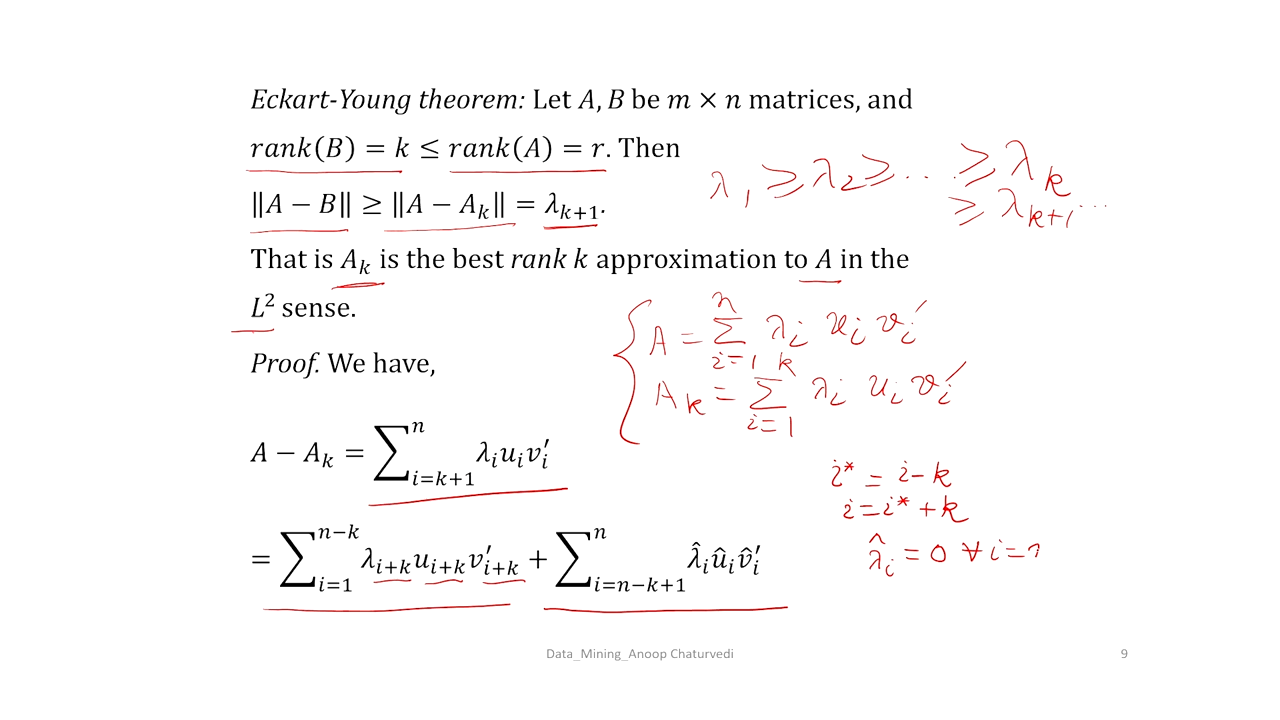 Eckart-Young theorem: Let A, B be m × n matrices, and
rank(B) = k ≤ rank(A) = r. Then
‖A − B‖ ≥ ‖A − A_k‖ = λ_{k+1}.
λ_1 ≥ λ_2 ≥ ... ≥ λ_k
≥ λ_{k+1} ...
That is A_k is the best rank k approximation to A in the
L² sense.
A = ∑_{i=1}^{n} λ_i u_i v_i′
A_k = ∑_{i=1}^{k} λ_i u_i v_i′
Proof. We have,
A − A_k = ∑_{i=k+1}^{n} λ_i u_i v_i′
i* = i − k
i = i* + k
λ̂_i = 0 ∀ i =
= ∑_{i=1}^{n−k} λ_{i+k} u_{i+k} v′_{i+k} + ∑_{i=n−k+1}^{n} λ̂_i û_i v̂_i′
Data_Mining_Anoop Chaturvedi
9